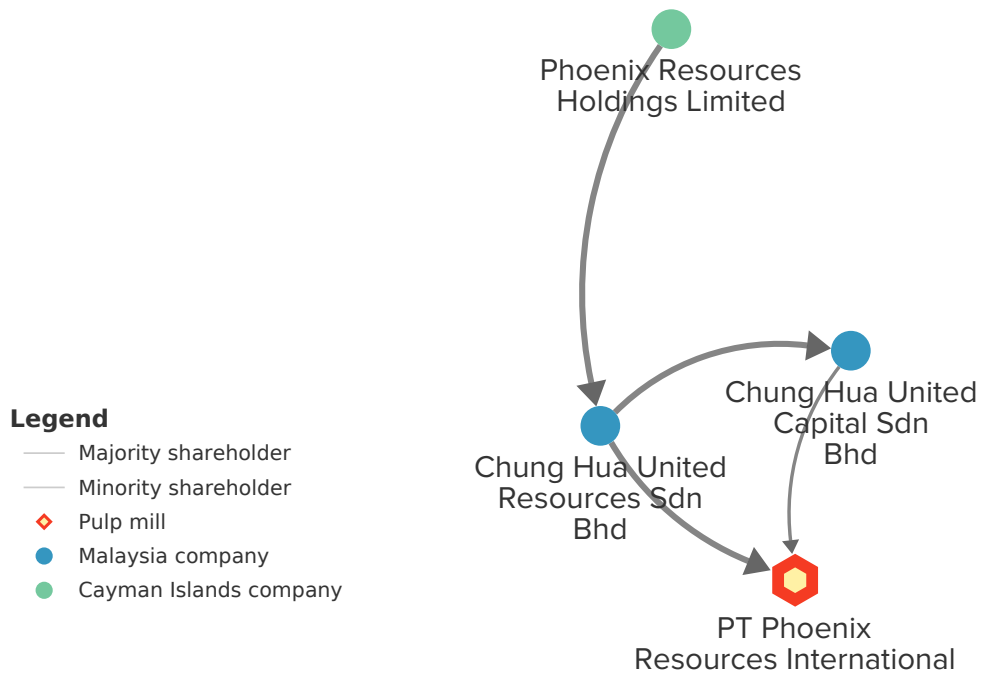 Phoenix Resources
Holdings Limited
Chung Hua United
Capital Sdn
Bhd
Chung Hua United
Resources Sdn
Bhd
PT Phoenix
Resources International
Legend
Majority shareholder
Minority shareholder
Pulp mill
Malaysia company
Cayman Islands company